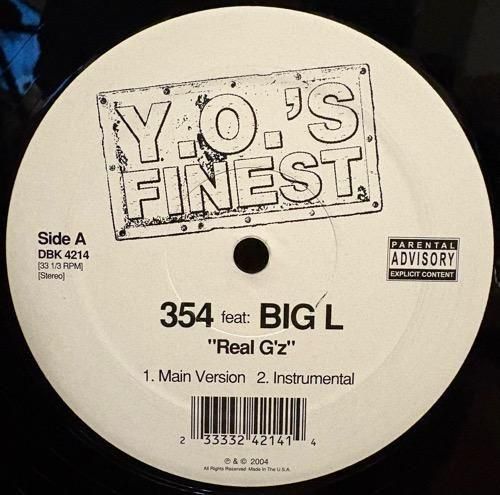 Y.O.'S
FINEST
Side A
DBK 4214
[33 1/3 RPM]
[Stereo]
PARENTAL
ADVISORY
EXPLICIT CONTENT
354 feat: BIG L
"Real G'z"
1. Main Version 2. Instrumental
2 33332 42141 4
℗ & © 2004
All Rights Reserved · Made In The U.S.A.